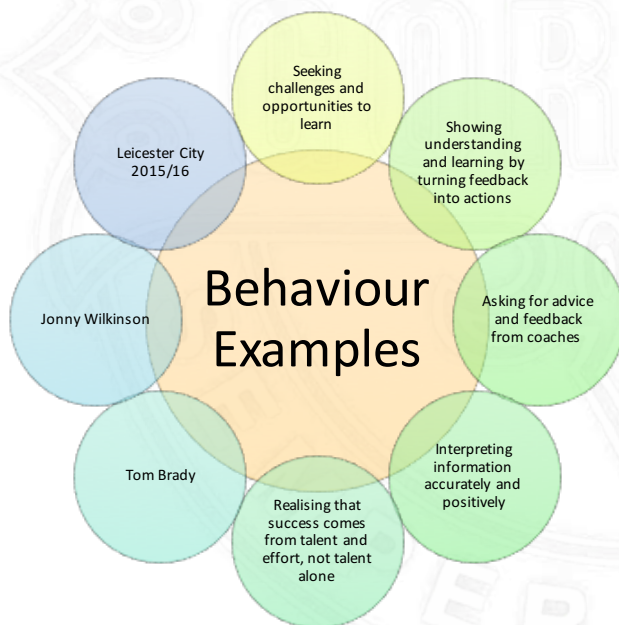 Behaviour
Examples
Seeking
challenges and
opportunities to
learn
Showing
understanding
and learning by
turning feedback
into actions
Asking for advice
and feedback
from coaches
Interpreting
information
accurately and
positively
Realising that
success comes
from talent and
effort, not talent
alone
Tom Brady
Jonny Wilkinson
Leicester City
2015/16